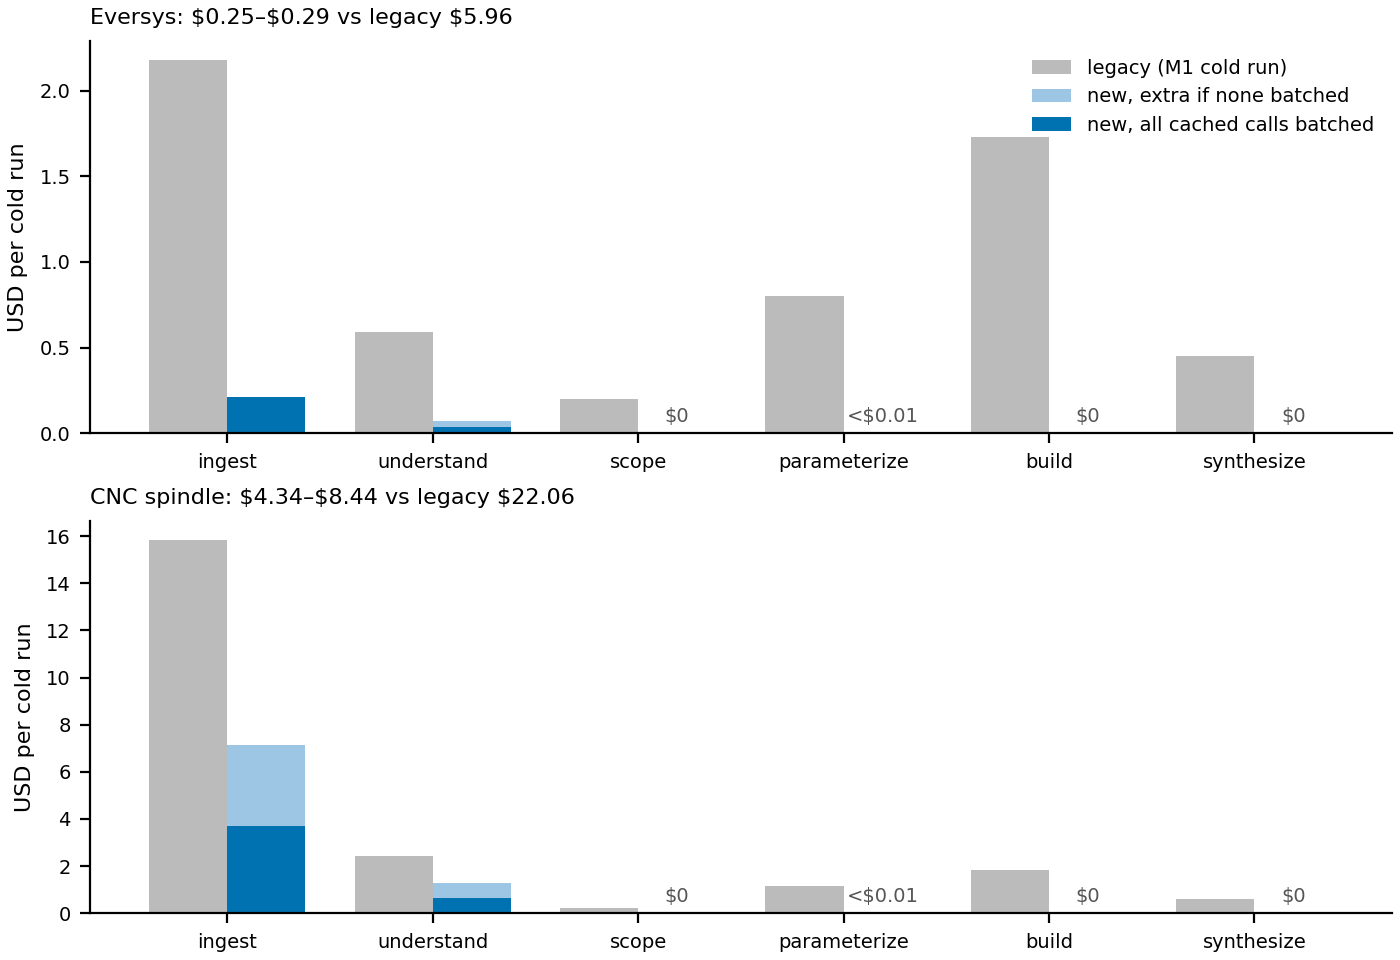 Eversys: $0.25–$0.29 vs legacy $5.96
legacy (M1 cold run)
new, extra if none batched
new, all cached calls batched
USD per cold run
2.0
1.5
1.0
0.5
0.0
$0
<$0.01
$0
$0
ingest
understand
scope
parameterize
build
synthesize
CNC spindle: $4.34–$8.44 vs legacy $22.06
USD per cold run
16
14
12
10
8
6
4
2
0
$0
<$0.01
$0
$0
ingest
understand
scope
parameterize
build
synthesize